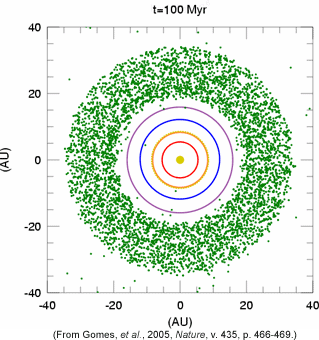 t=100 Myr
40
20
0
-20
-40
(AU)
-40 -20 0 20 40
(AU)
(From Gomes, et al., 2005, Nature, v. 435, p. 466-469.)